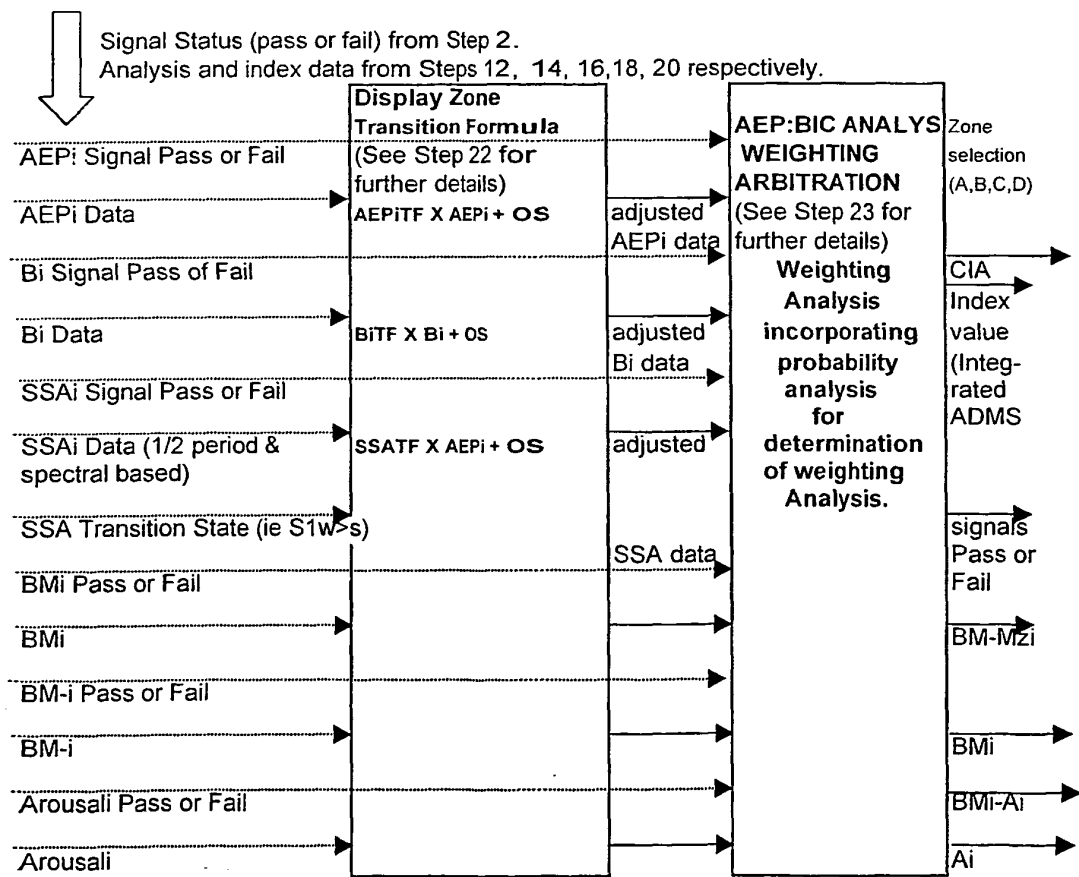 Signal Status (pass or fail) from Step 2.
Analysis and index data from Steps 12, 14, 16,18, 20 respectively.
AEPi Signal Pass or Fail
AEPi Data
Bi Signal Pass of Fail
Bi Data
SSAi Signal Pass or Fail
SSAi Data (1/2 period &
spectral based)
SSA Transition State (ie S1w>s)
BMi Pass or Fail
BMi
BM-i Pass or Fail
BM-i
Arousali Pass or Fail
Arousali
Display Zone
Transition Formula
(See Step 22 for
further details)
AEPiTF X AEPi + OS
BiTF X Bi + OS
SSATF X AEPi + OS
adjusted
AEPi data
adjusted
Bi data
adjusted
SSA data
AEP:BIC ANALYS
WEIGHTING
ARBITRATION
(See Step 23 for
further details)
Weighting
Analysis
incorporating
probability
analysis
for
determination
of weighting
Analysis.
Zone
selection
(A,B,C,D)
CIA
Index
value
(Integ-
rated
ADMS
signals
Pass or
Fail
BM-Mzi
BMi
BMi-Ai
Ai